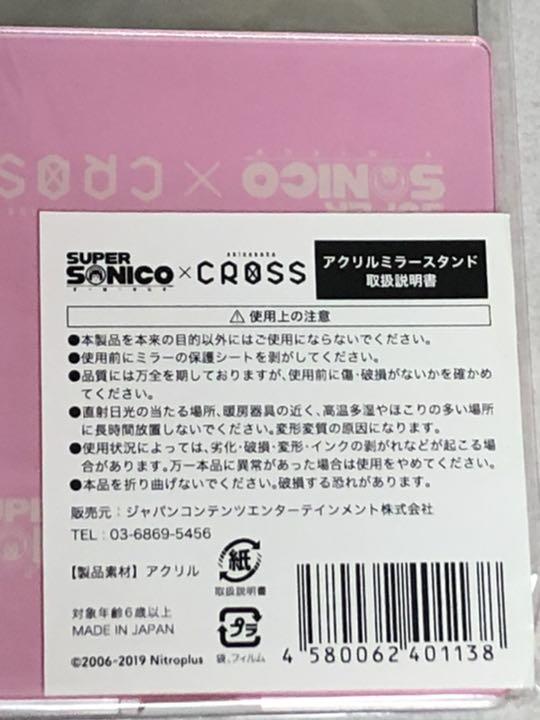 CROSS × SUPER SONICO
SUPER SONICO × AKIHABARA CROSS
アクリルミラースタンド
取扱説明書
⚠使用上の注意
●本製品を本来の目的以外にはご使用にならないでください。
●使用前にミラーの保護シートを剥がしてください。
●品質には万全を期しておりますが、使用前に傷・破損がないかを確かめ
てください。
●直射日光の当たる場所、暖房器具の近く、高温多湿やほこりの多い場所
に長時間放置しないでください。変形変質の原因になります。
●使用状況によっては、劣化・破損・変形・インクの剥がれなどが起こる場
合があります。万一本品に異常があった場合は使用をやめてください。
●本品を折り曲げないでください。破損する恐れがあります。
販売元：ジャパンコンテンツエンターテインメント株式会社
TEL：03-6869-5456
【製品素材】アクリル
紙
取扱説明書
対象年齢6歳以上
MADE IN JAPAN
プラ
袋、フィルム
©2006-2019 Nitroplus
4 580062 401138